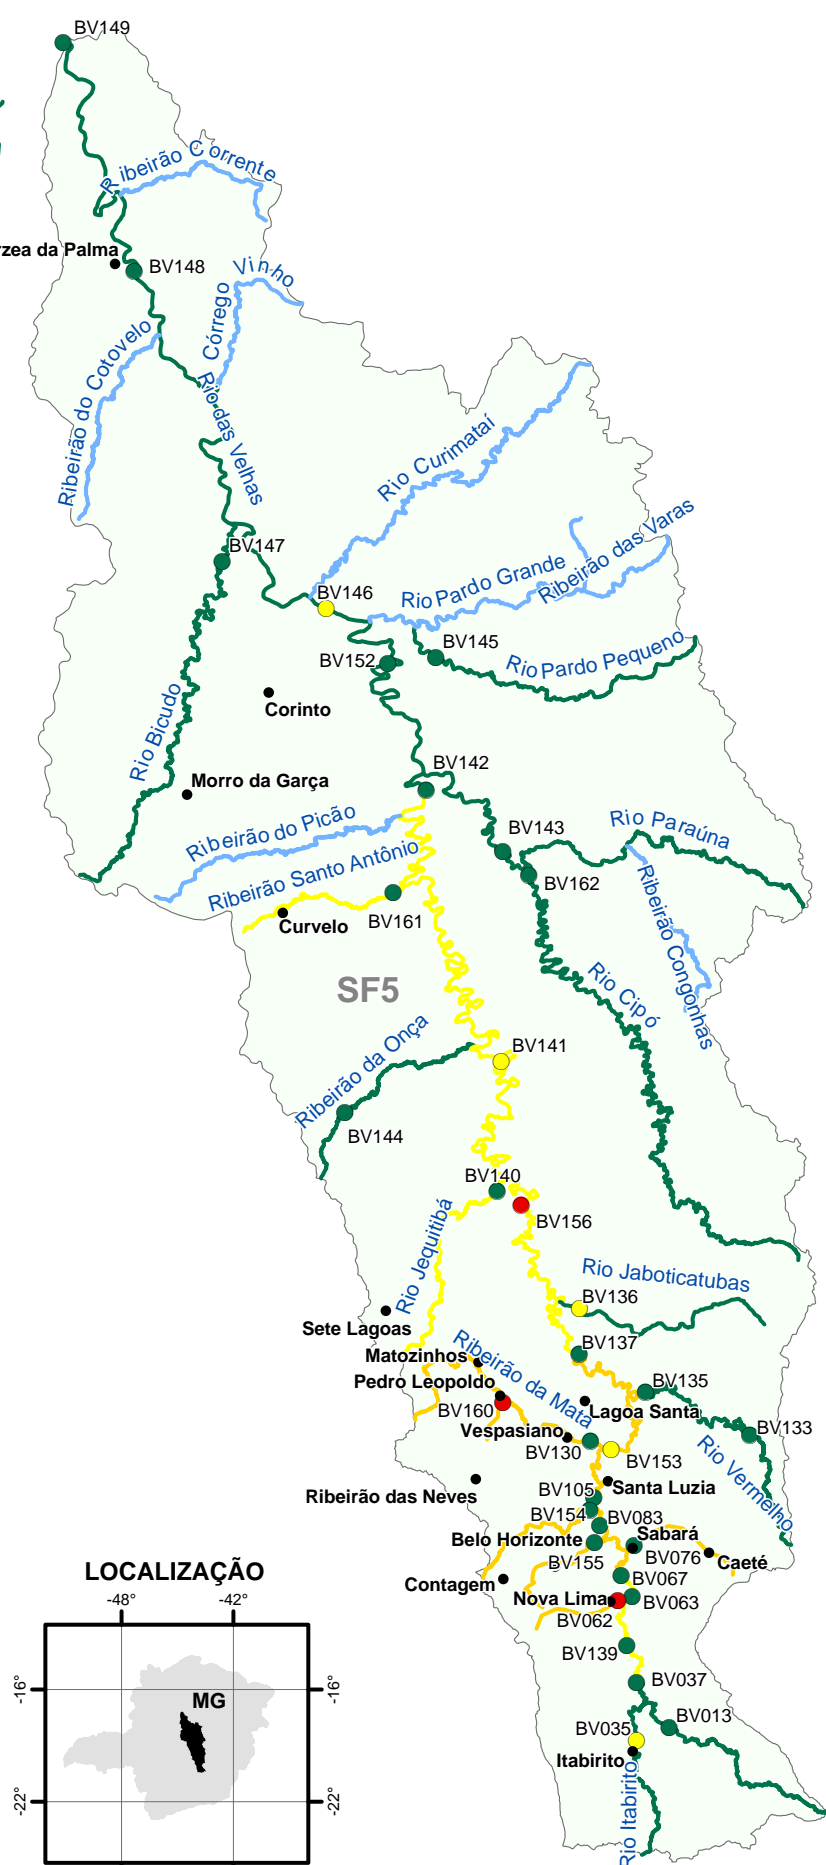 BV149
Ribeirão Corrente
rzea da Palma
BV148
Córrego Vinho
Ribeirão do Cotovelo
Rio das Velhas
Rio Curimataí
BV147
Ribeirão das Varas
Rio Pardo Grande
BV146
BV145
BV152
Rio Pardo Pequeno
Corinto
Rio Bicudo
BV142
Morro da Garça
Ribeirão do Picão
BV143
Rio Paraúna
Ribeirão Santo Antônio
BV162
BV161
Curvelo
Ribeirão Congonhas
SF5
Rio Cipó
Ribeirão da Onça
BV141
BV144
BV140
BV156
Rio Jequitibá
Rio Jaboticatubas
BV136
Sete Lagoas
Ribeirão da Mata
BV137
Matozinhos
Pedro Leopoldo
BV135
BV160
Lagoa Santa
Vespasiano
BV133
BV130
BV153
Rio Vermelho
Santa Luzia
BV105
Ribeirão das Neves
BV154
BV083
Belo Horizonte
Sabará
BV155
BV076
Caeté
Contagem
BV067
Nova Lima
BV063
BV062
BV139
BV037
BV013
BV035
Itabirito
Rio Itabirito
LOCALIZAÇÃO
-48°
-42°
-16°
-16°
MG
-22°
-22°